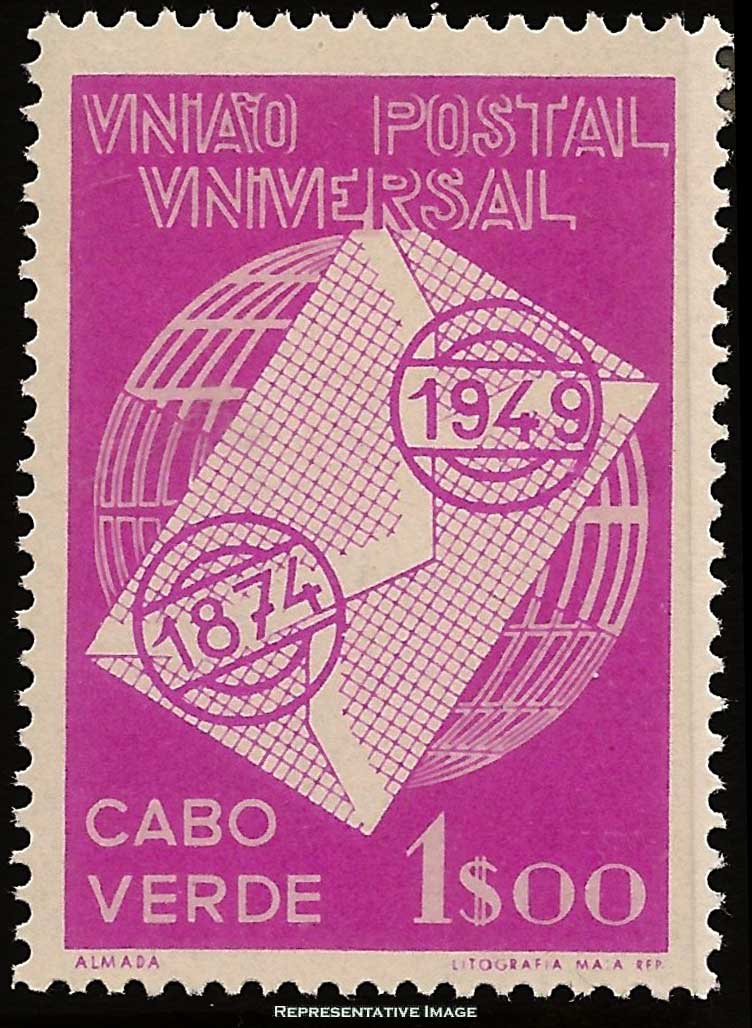 VNIÃO POSTAL
VNIVERSAL
1949
1874
CABO
VERDE
1$00
ALMADA
LITOGRAFIA MAIA REP.
REPRESENTATIVE IMAGE